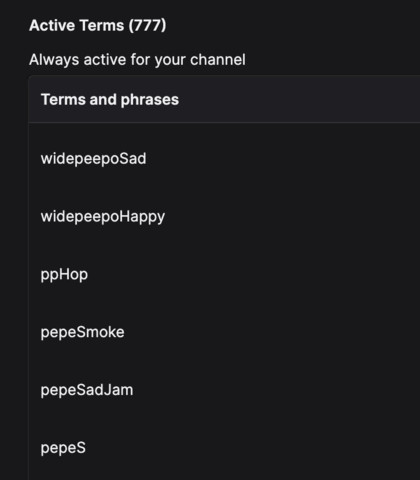 Active Terms (777)
Always active for your channel
Terms and phrases
widepeepoSad
widepeepoHappy
ppHop
pepeSmoke
pepeSadJam
pepeS